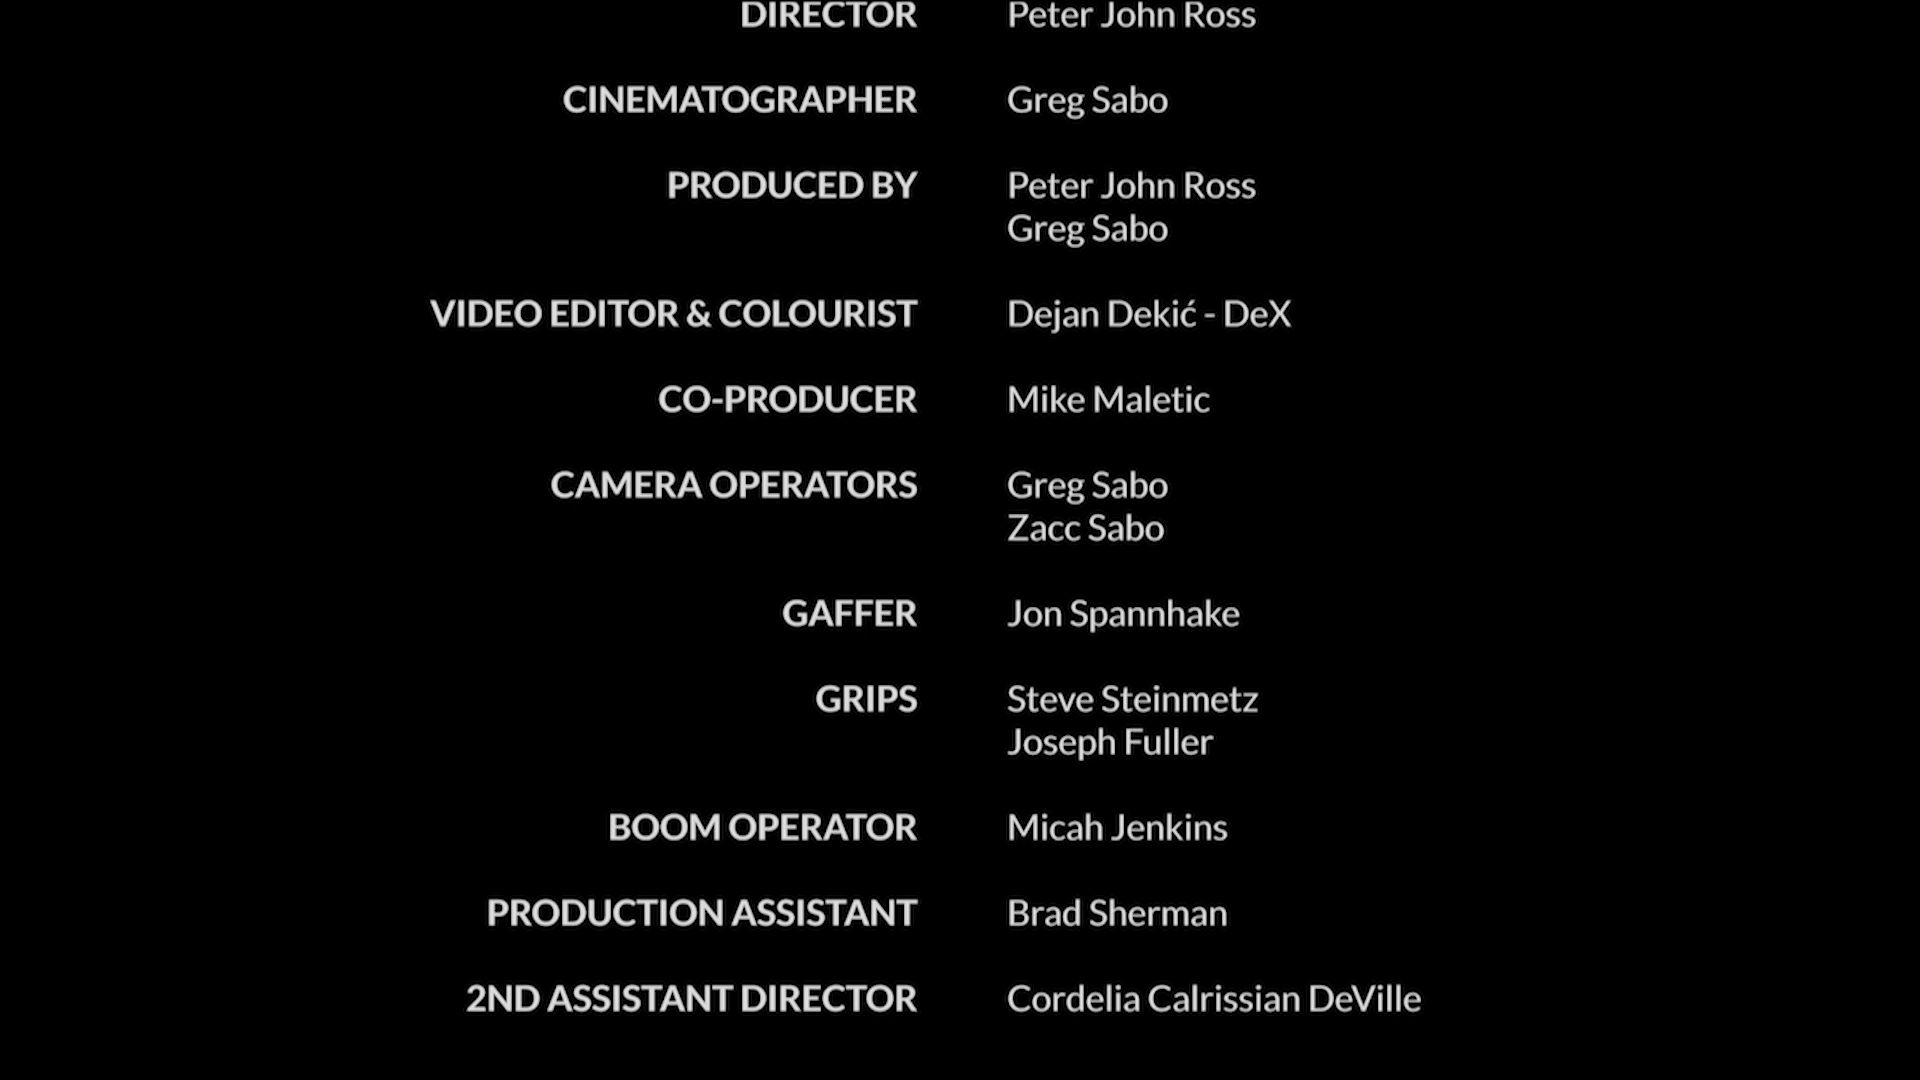 DIRECTOR Peter John Ross
CINEMATOGRAPHER Greg Sabo
PRODUCED BY Peter John Ross
Greg Sabo
VIDEO EDITOR & COLOURIST Dejan Dekić - DeX
CO-PRODUCER Mike Maletic
CAMERA OPERATORS Greg Sabo
Zacc Sabo
GAFFER Jon Spannhake
GRIPS Steve Steinmetz
Joseph Fuller
BOOM OPERATOR Micah Jenkins
PRODUCTION ASSISTANT Brad Sherman
2ND ASSISTANT DIRECTOR Cordelia Calrissian DeVille